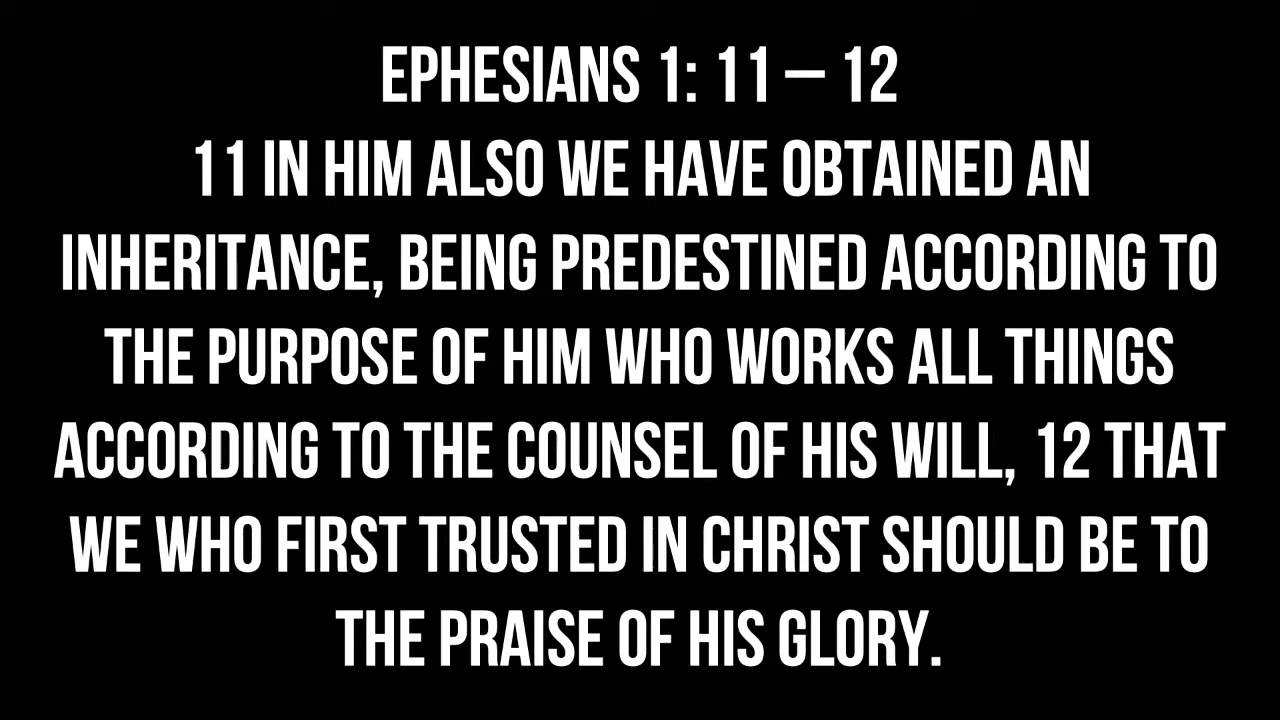 EPHESIANS 1: 11 – 12
11 IN HIM ALSO WE HAVE OBTAINED AN
INHERITANCE, BEING PREDESTINED ACCORDING TO
THE PURPOSE OF HIM WHO WORKS ALL THINGS
ACCORDING TO THE COUNSEL OF HIS WILL, 12 THAT
WE WHO FIRST TRUSTED IN CHRIST SHOULD BE TO
THE PRAISE OF HIS GLORY.